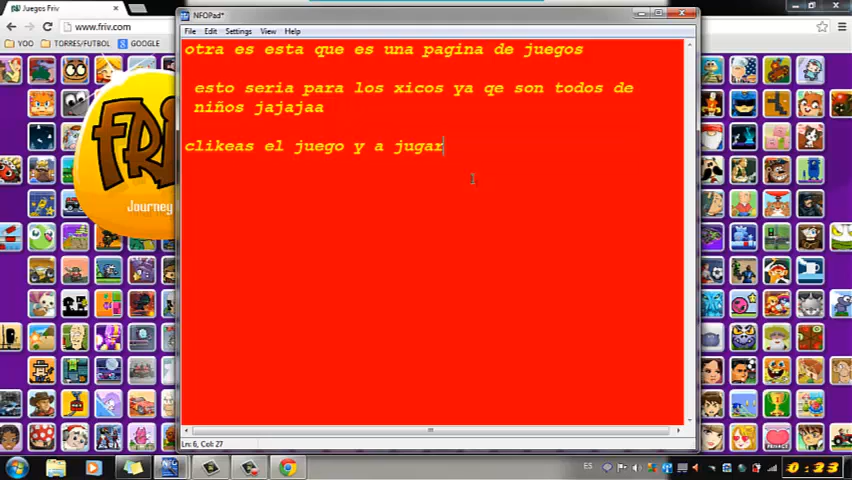 Juegos Friv
www.friv.com
YOO
TORRES/FUTBOL
GOOGLE
NFOPad*
File Edit Settings View Help
otra es esta que es una pagina de juegos
esto seria para los xicos ya qe son todos de
niños jajajaa
clikeas el juego y a jugar
FRI
Journey
PRIVACY
Ln: 6, Col: 27
ES
0:23